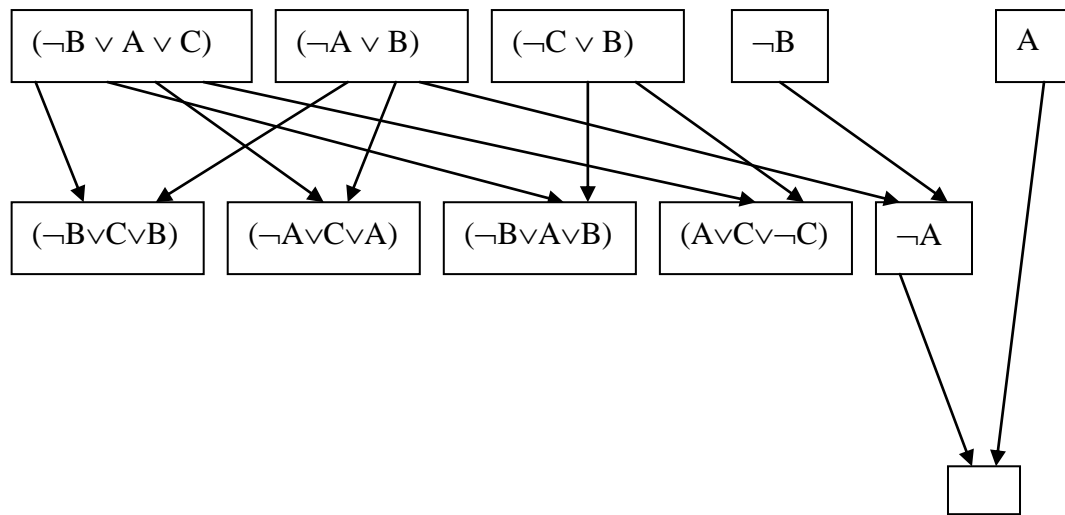 (¬B ∨ A ∨ C) (¬A ∨ B) (¬C ∨ B) ¬B A
(¬B∨C∨B) (¬A∨C∨A) (¬B∨A∨B) (A∨C∨¬C) ¬A